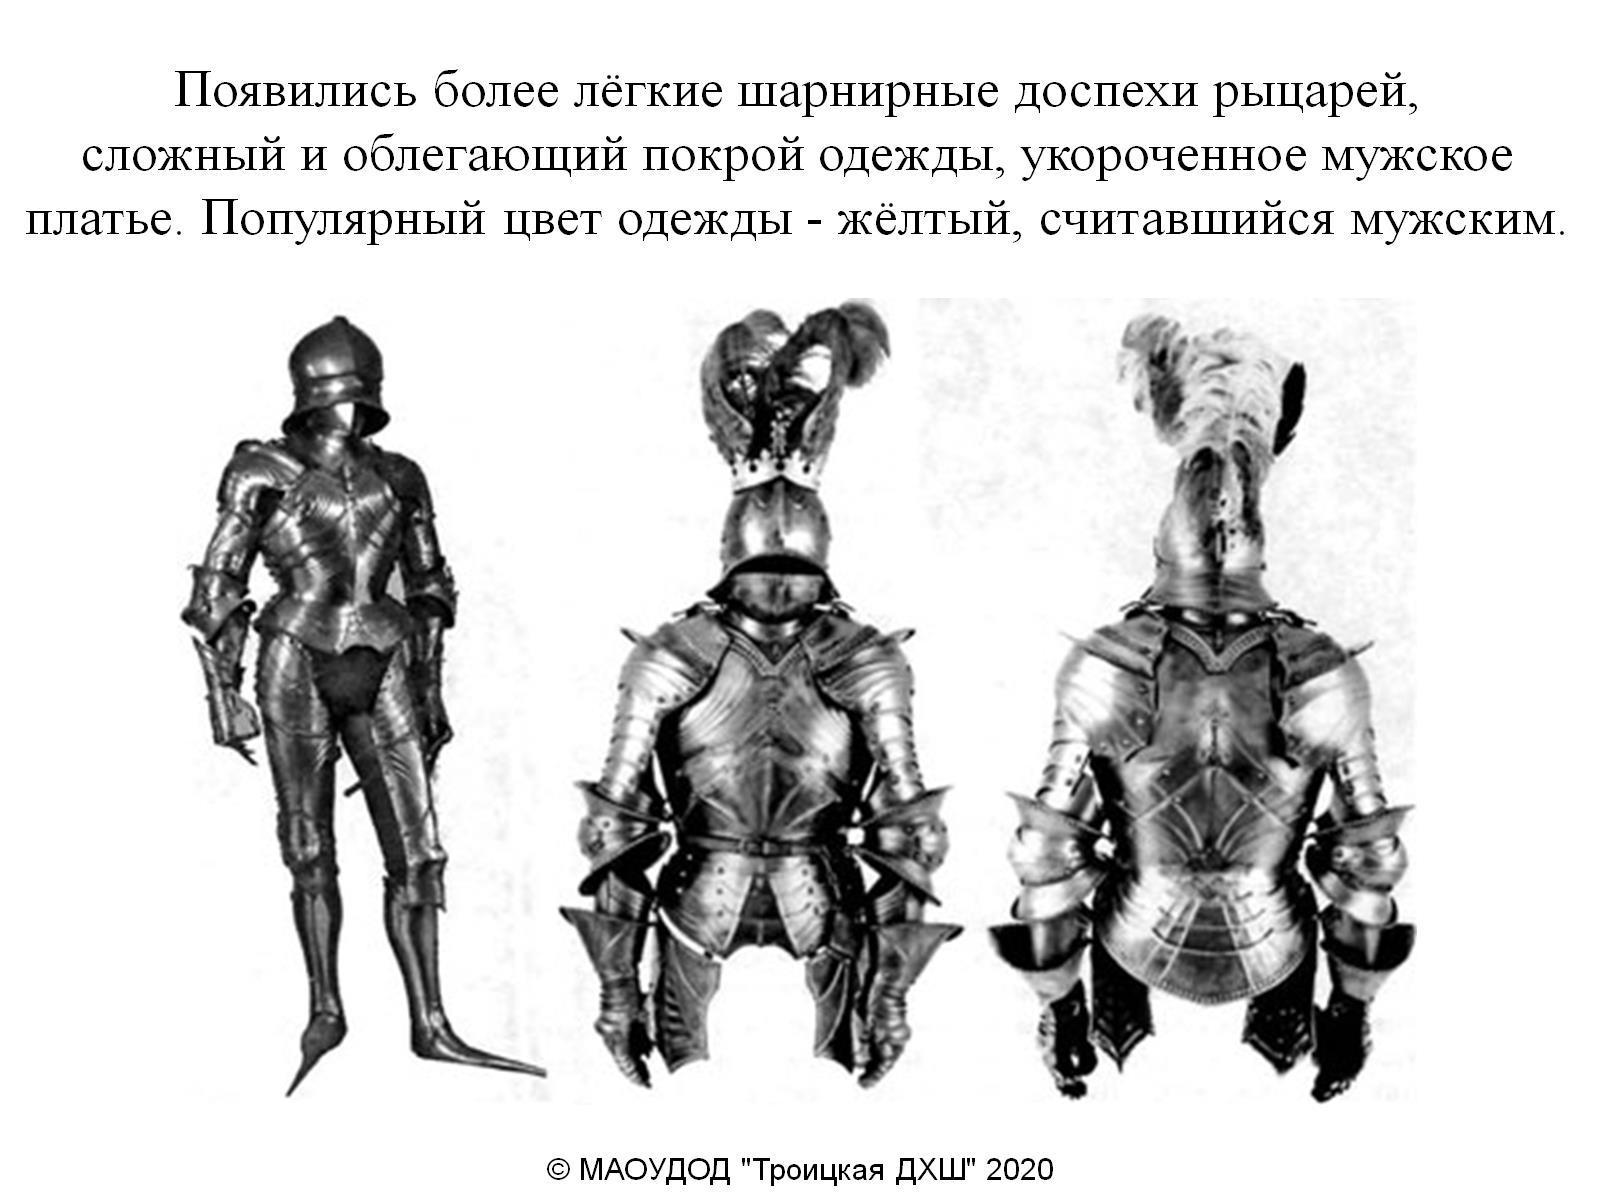 Появились более лёгкие шарнирные доспехи рыцарей,
сложный и облегающий покрой одежды, укороченное мужское
платье. Популярный цвет одежды - жёлтый, считавшийся мужским.
© МАОУДОД "Троицкая ДХШ" 2020